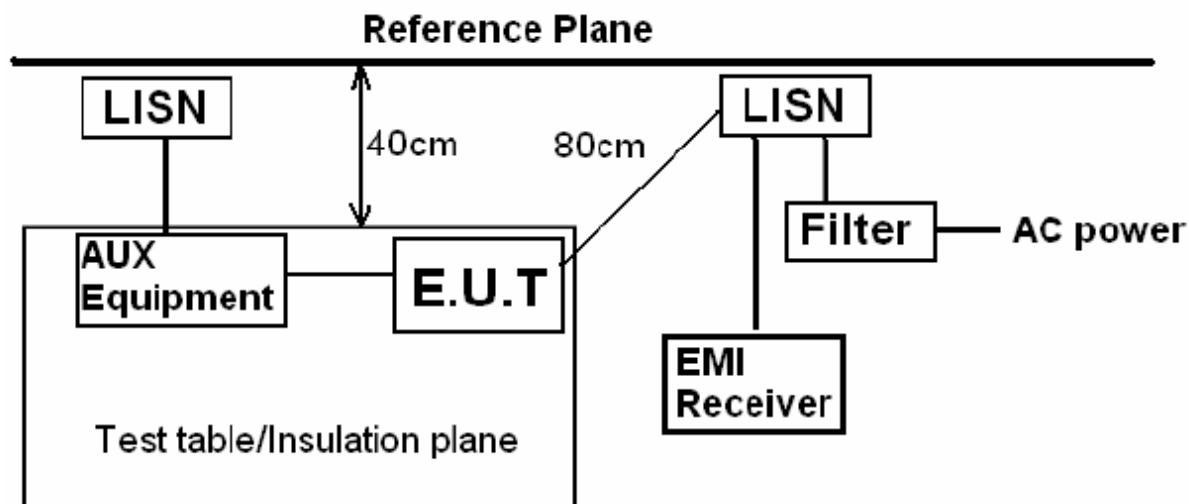 Reference Plane
LISN
40cm
80cm
LISN
Filter
AC power
AUX
Equipment
E.U.T
EMI
Receiver
Test table/Insulation plane